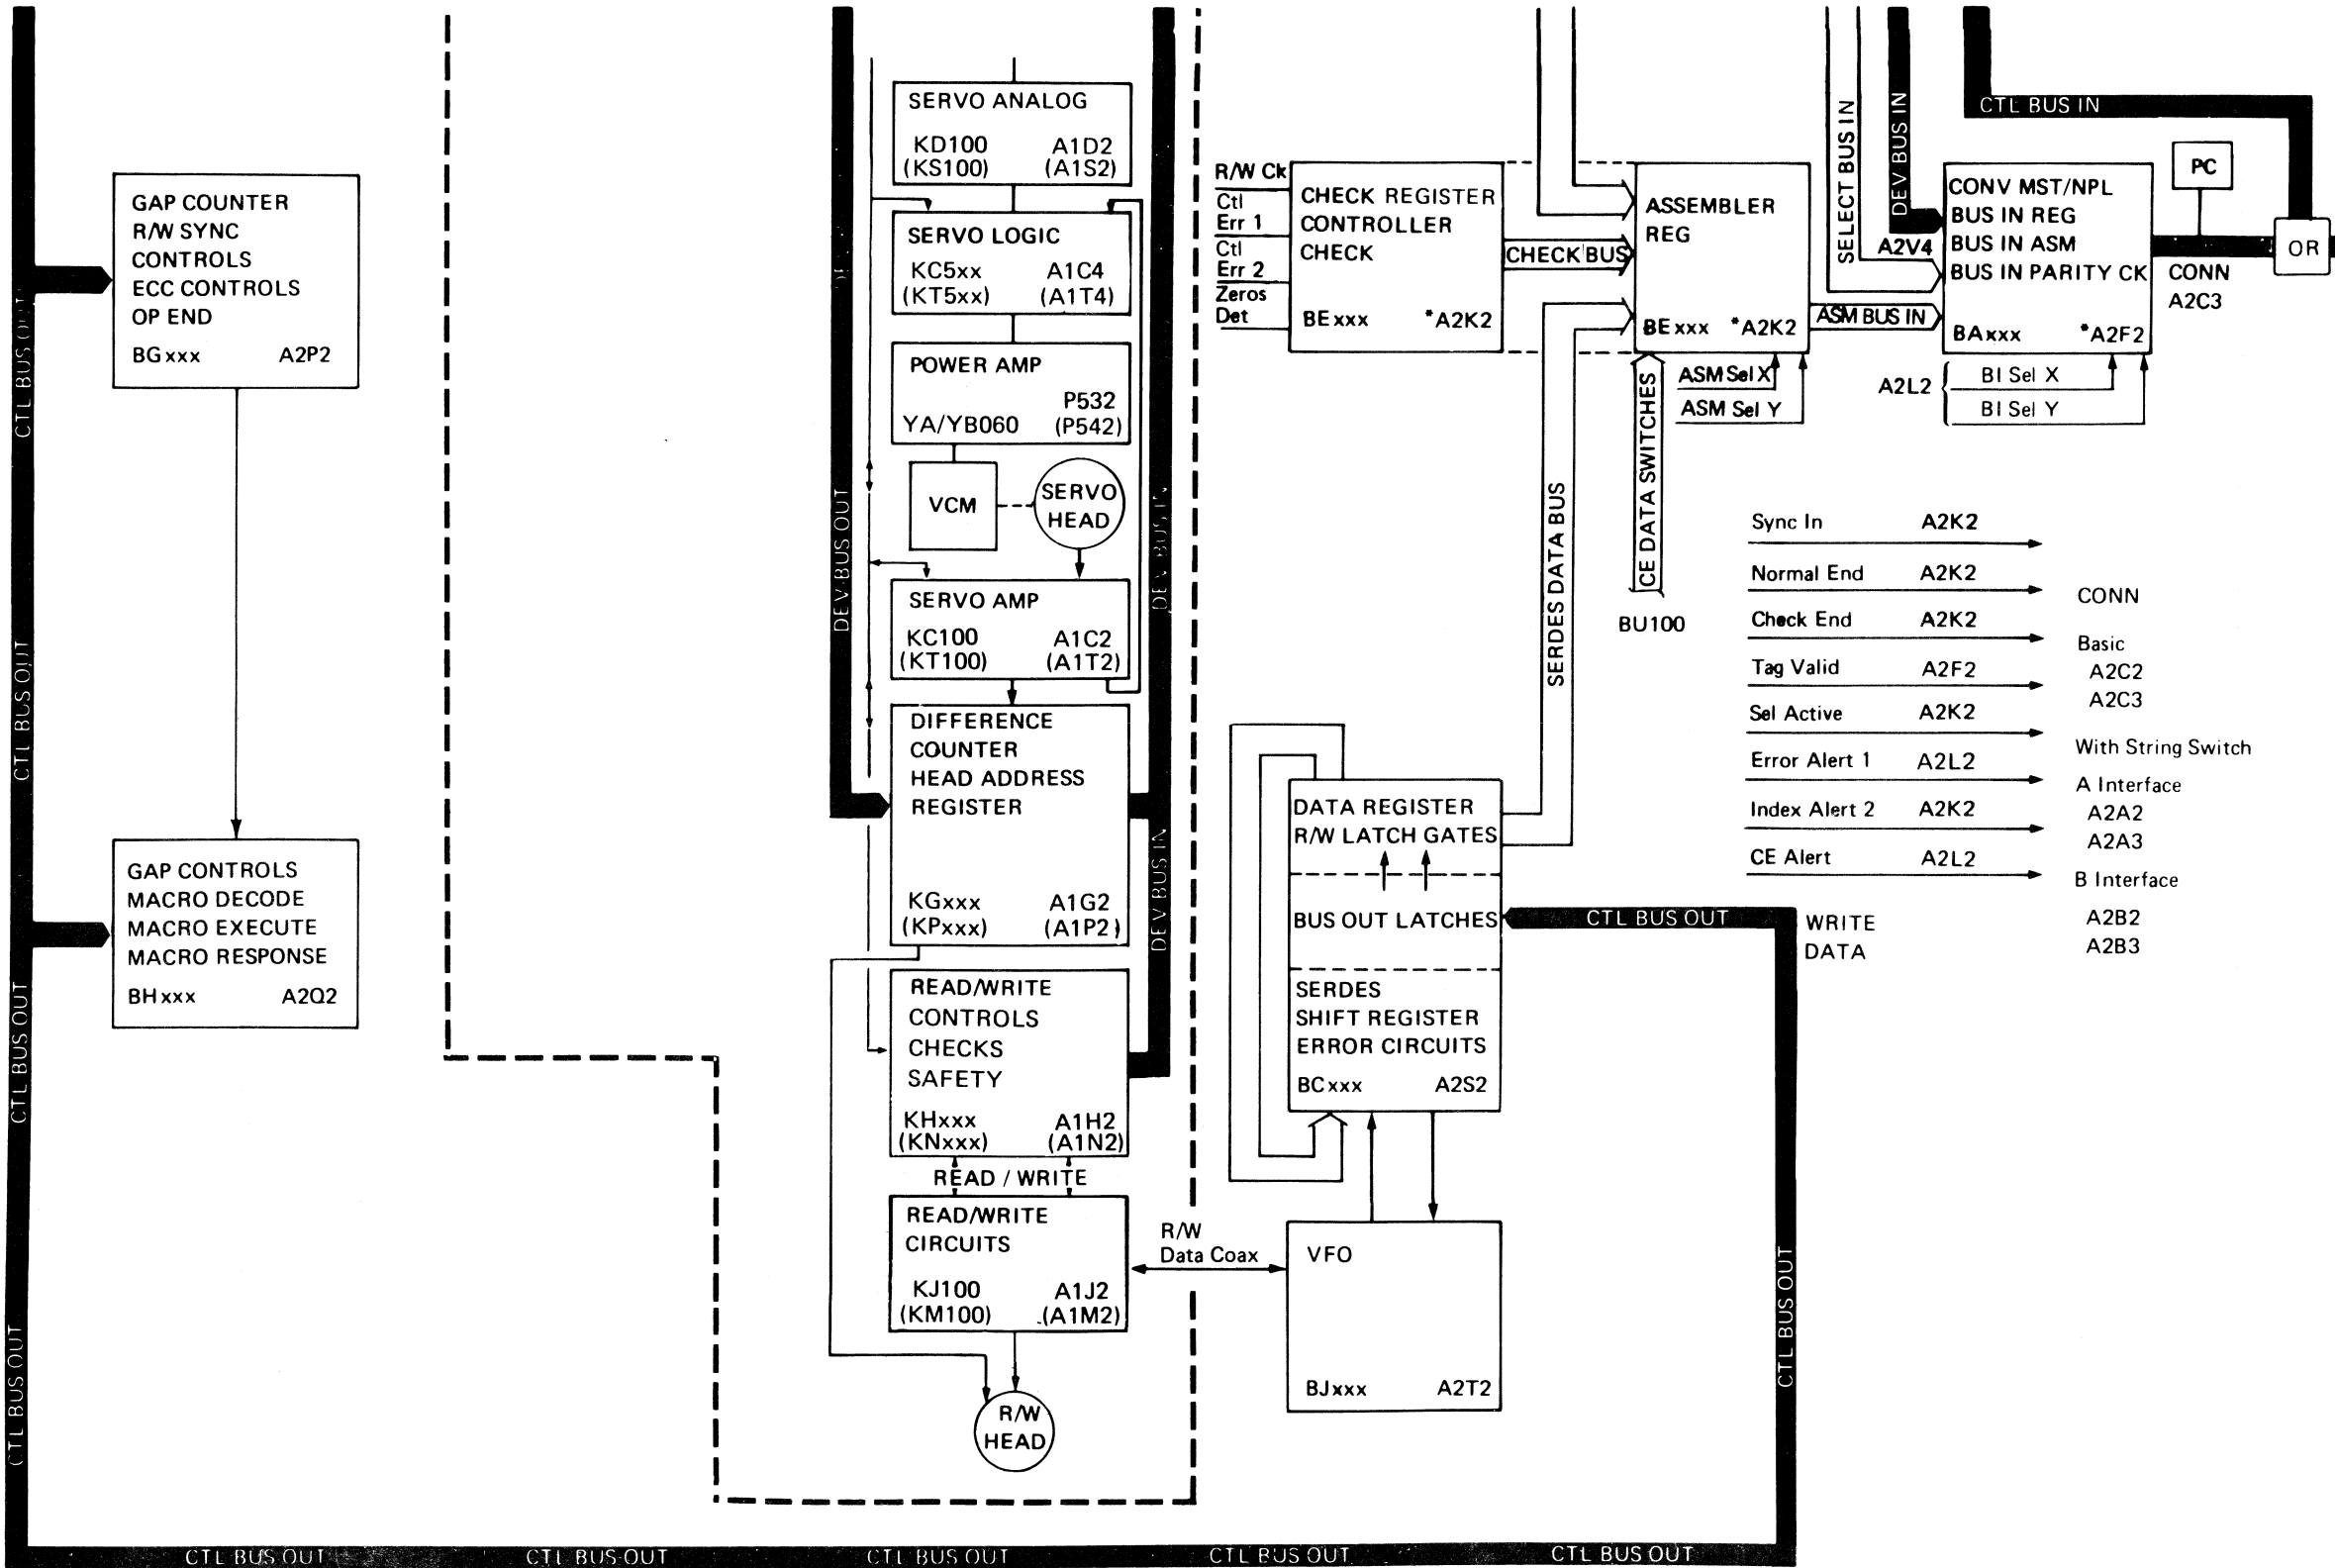 CTL BUS OUT
CTL BUS OUT
CTL BUS OUT
CTL BUS OUT
CTL BUS OUT
CTL BUS OUT
CTL BUS OUT
CTL BUS OUT
CTL BUS OUT
GAP COUNTER
R/W SYNC
CONTROLS
ECC CONTROLS
OP END
BGxxx A2P2
GAP CONTROLS
MACRO DECODE
MACRO EXECUTE
MACRO RESPONSE
BHxxx A2Q2
DEV BUS OUT
SERVO ANALOG
KD100 A1D2
(KS100) (A1S2)
SERVO LOGIC
KC5xx A1C4
(KT5xx) (A1T4)
POWER AMP
P532
YA/YB060 (P542)
VCM
SERVO
HEAD
SERVO AMP
KC100 A1C2
(KT100) (A1T2)
DIFFERENCE
COUNTER
HEAD ADDRESS
REGISTER
KGxxx A1G2
(KPxxx) (A1P2)
READ/WRITE
CONTROLS
CHECKS
SAFETY
KHxxx A1H2
(KNxxx) (A1N2)
READ / WRITE
READ/WRITE
CIRCUITS
KJ100 A1J2
(KM100) (A1M2)
R/W
HEAD
DEV BUS IN
DEV BUS IN
R/W
Data Coax
R/W Ck
Ctl
Err 1
Ctl
Err 2
Zeros
Det
CHECK REGISTER
CONTROLLER
CHECK
BExxx *A2K2
CHECK BUS
ASSEMBLER
REG
BExxx *A2K2
ASM Sel X
ASM Sel Y
CE DATA SWITCHES
BU100
SERDES DATA BUS
ASM BUS IN
SELECT BUS IN
A2V4
DEV BUS IN
CTL BUS IN
CONV MST/NPL
BUS IN REG
BUS IN ASM
BUS IN PARITY CK
BAxxx *A2F2
A2L2
BI Sel X
BI Sel Y
PC
OR
CONN
A2C3
Sync In A2K2
Normal End A2K2
Check End A2K2
Tag Valid A2F2
Sel Active A2K2
Error Alert 1 A2L2
Index Alert 2 A2K2
CE Alert A2L2
CONN
Basic
A2C2
A2C3
With String Switch
A Interface
A2A2
A2A3
B Interface
A2B2
A2B3
DATA REGISTER
R/W LATCH GATES
BUS OUT LATCHES
SERDES
SHIFT REGISTER
ERROR CIRCUITS
BCxxx A2S2
CTL BUS OUT
WRITE
DATA
VFO
BJxxx A2T2
CTL BUS OUT